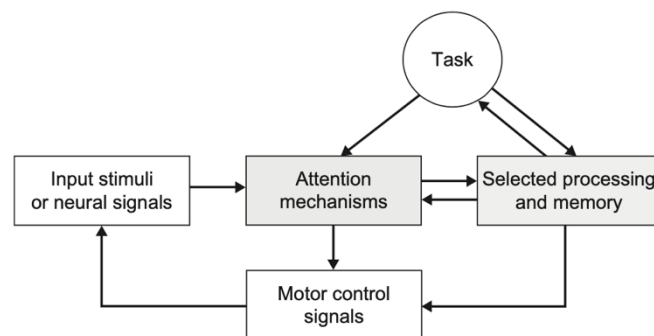 Task
Input stimuli
or neural signals
Attention
mechanisms
Selected processing
and memory
Motor control
signals